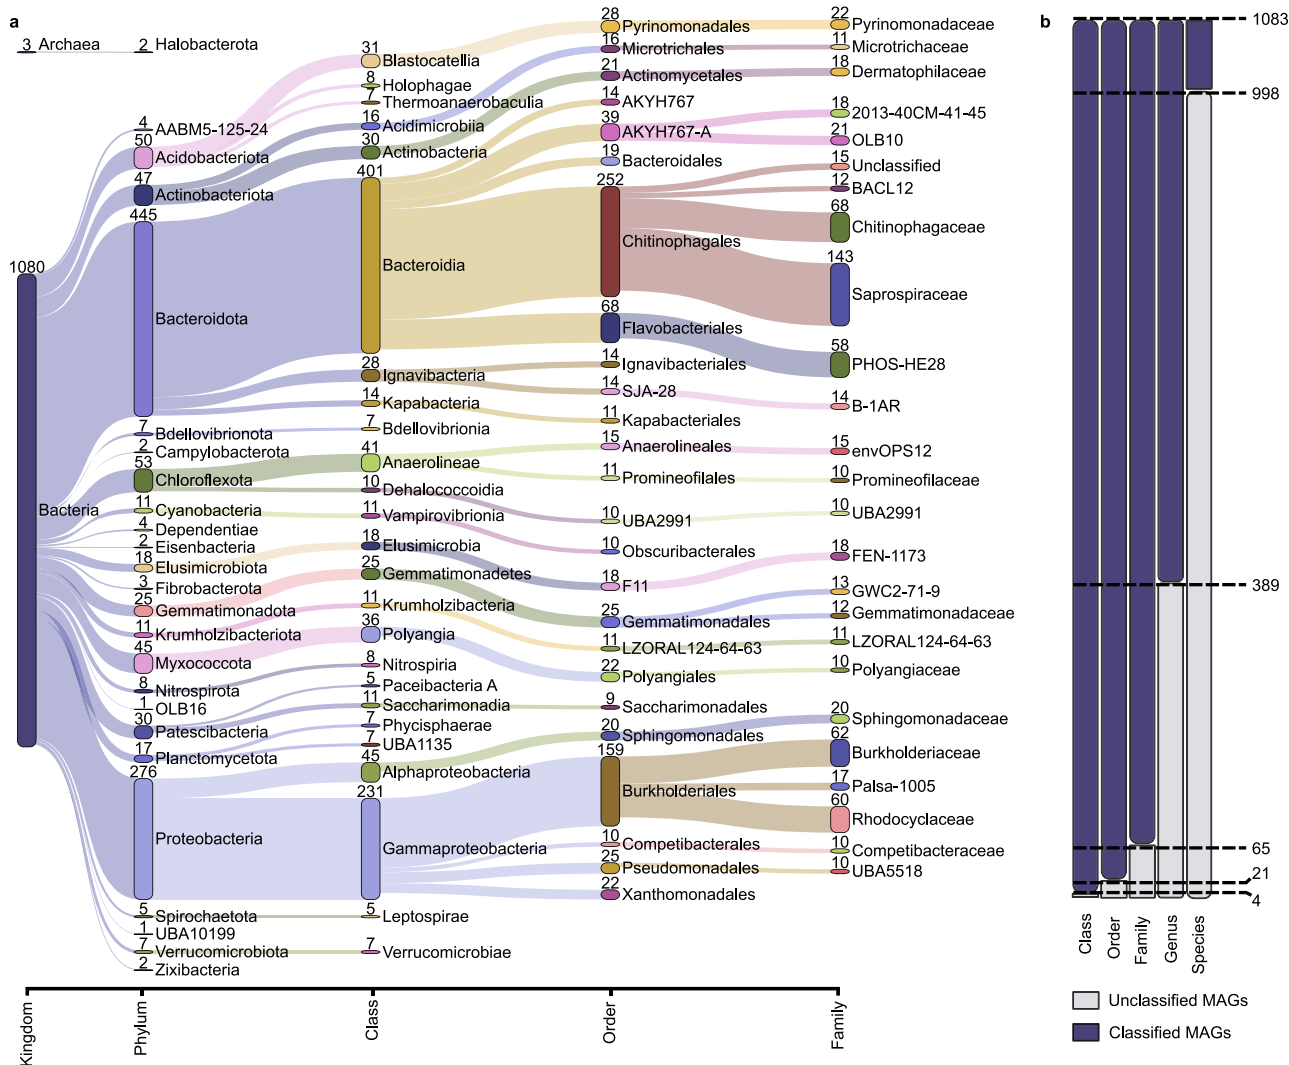 a
3 Archaea
1080
Bacteria
2 Halobacterota
4
AABM5-125-24
50
Acidobacteriota
47
Actinobacteriota
445
Bacteroidota
7
Bdellovibrionota
2
Campylobacterota
53
Chloroflexota
11
Cyanobacteria
4
Dependentiae
2
Eisenbacteria
18
Elusimicrobiota
3
Fibrobacterota
25
Gemmatimonadota
11
Krumholzibacteriota
45
Myxococcota
8
Nitrospirota
1
OLB16
30
Patescibacteria
17
Planctomycetota
276
Proteobacteria
5
Spirochaetota
1
UBA10199
7
Verrucomicrobiota
2
Zixibacteria
31
Blastocatellia
8
Holophagae
7
Thermoanaerobaculia
16
Acidimicrobiia
30
Actinobacteria
401
Bacteroidia
28
Ignavibacteria
14
Kapabacteria
7
Bdellovibrionia
41
Anaerolineae
10
Dehalococcoidia
11
Vampirovibrionia
18
Elusimicrobia
25
Gemmatimonadetes
11
Krumholzibacteria
36
Polyangia
8
Nitrospiria
5
Paceibacteria A
11
Saccharimonadia
7
Phycisphaerae
7
UBA1135
45
Alphaproteobacteria
231
Gammaproteobacteria
5
Leptospirae
7
Verrucomicrobiae
28
Pyrinomonadales
16
Microtrichales
21
Actinomycetales
14
AKYH767
39
AKYH767-A
19
Bacteroidales
252
Chitinophagales
68
Flavobacteriales
14
Ignavibacteriales
14
SJA-28
11
Kapabacteriales
15
Anaerolineales
11
Promineofilales
10
UBA2991
10
Obscuribacterales
18
F11
25
Gemmatimonadales
11
LZORAL124-64-63
22
Polyangiales
9
Saccharimonadales
20
Sphingomonadales
159
Burkholderiales
10
Competibacterales
25
Pseudomonadales
22
Xanthomonadales
22
Pyrinomonadaceae
11
Microtrichaceae
18
Dermatophilaceae
18
2013-40CM-41-45
21
OLB10
15
Unclassified
12
BACL12
68
Chitinophagaceae
143
Saprospiraceae
58
PHOS-HE28
14
B-1AR
15
envOPS12
10
Promineofilaceae
10
UBA2991
18
FEN-1173
13
GWC2-71-9
12
Gemmatimonadaceae
11
LZORAL124-64-63
10
Polyangiaceae
20
Sphingomonadaceae
62
Burkholderiaceae
17
Palsa-1005
60
Rhodocyclaceae
10
Competibacteraceae
10
UBA5518
Kingdom
Phylum
Class
Order
Family
b
1083
998
389
65
21
4
Class
Order
Family
Genus
Species
Unclassified MAGs
Classified MAGs